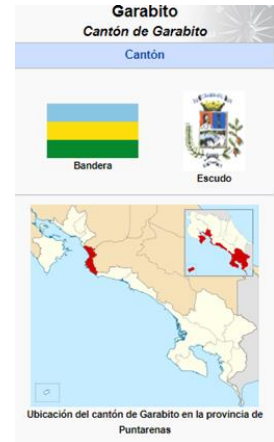 Garabito
Cantón de Garabito
Cantón
Bandera
Escudo
Ubicación del cantón de Garabito en la provincia de
Puntarenas